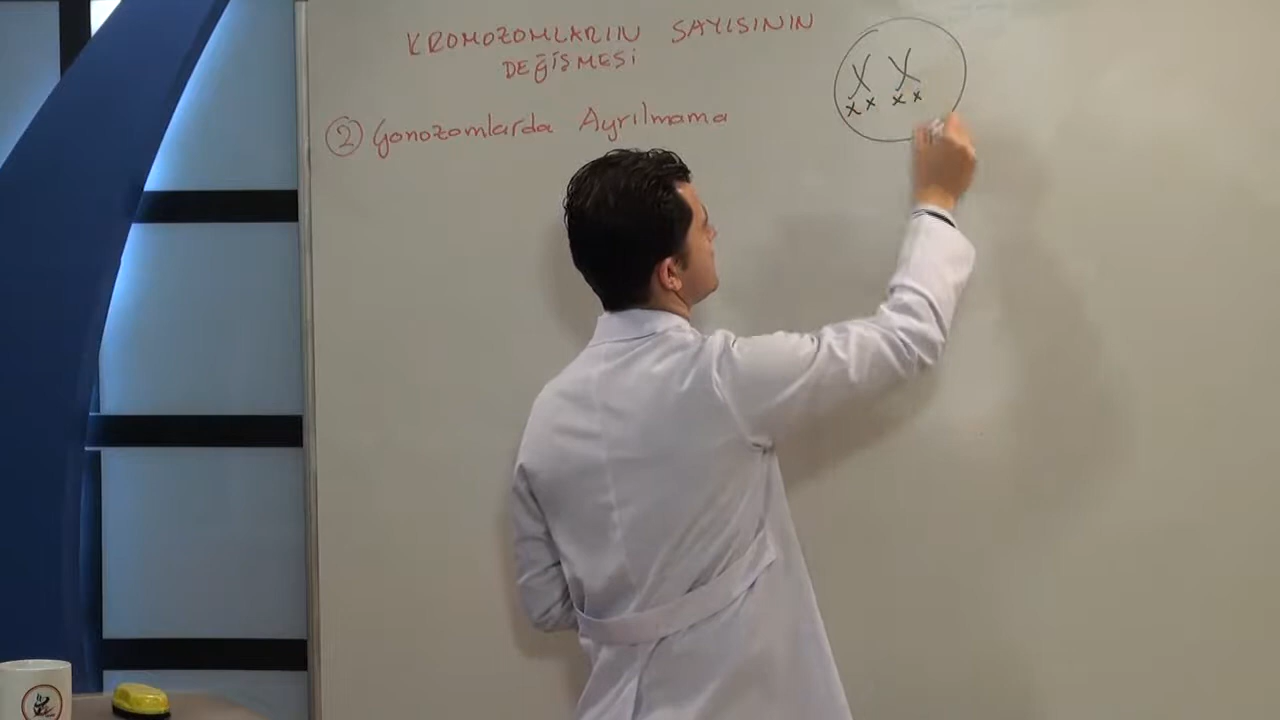 KROMOZOMLARIN SAYISININ
DEĞİŞMESİ
② Gonozomlarda Ayrılmama
X X
x x x x